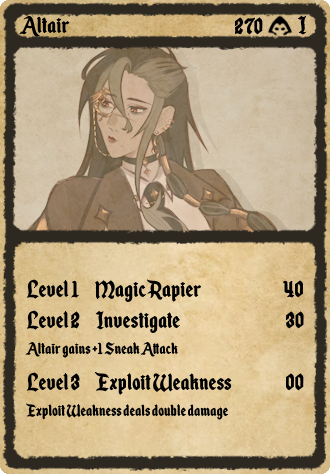 Altair 270 1
Level 1 Magic Rapier 40
Level 2 Investigate 30
Altair gains +1 Sneak Attack
Level 3 Exploit Weakness 00
Exploit Weakness deals double damage